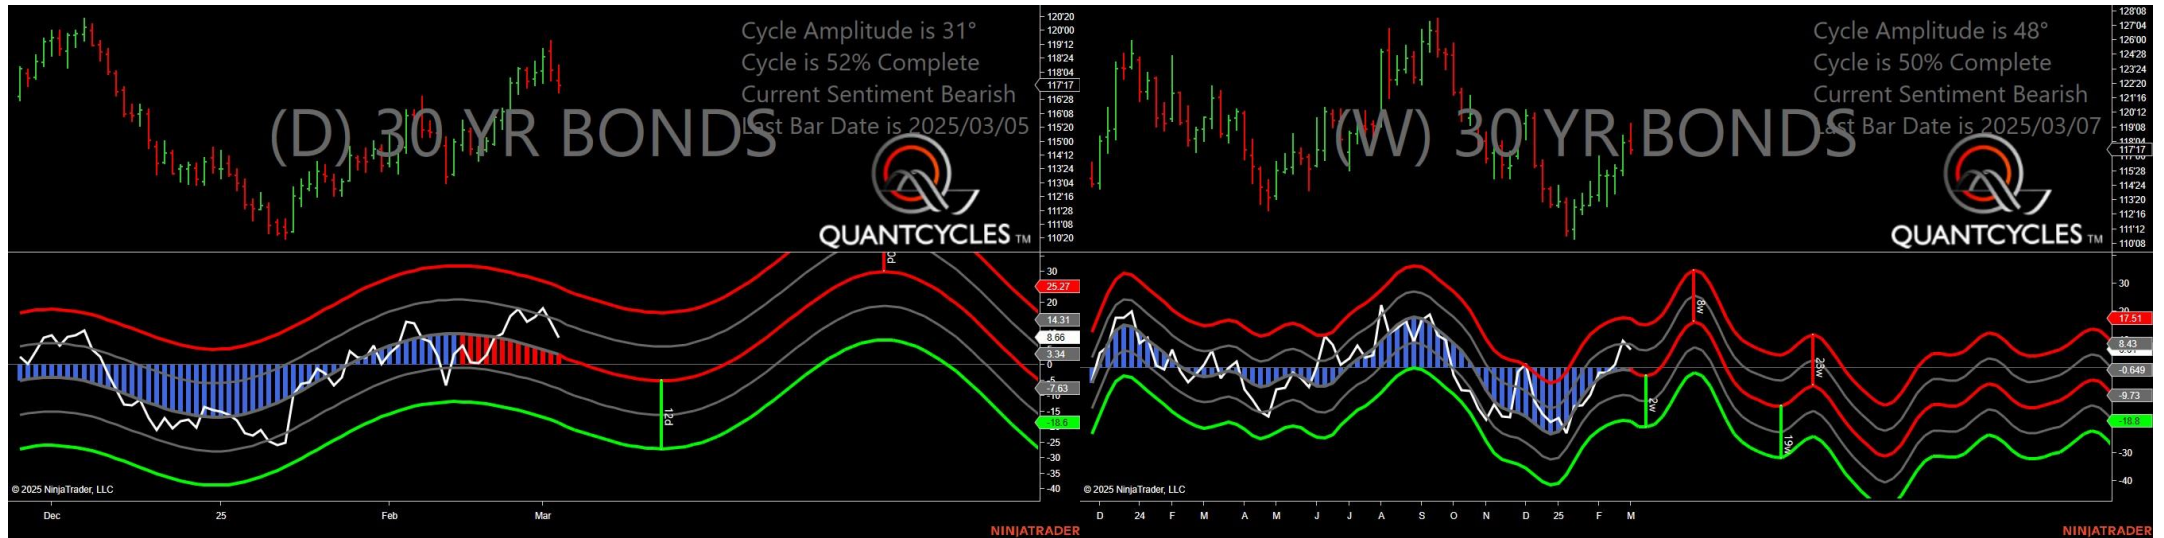 Cycle Amplitude is 31°
Cycle is 52% Complete
Current Sentiment Bearish
Last Bar Date is 2025/03/05
(D) 30 YR BONDS
QUANTCYCLES TM
120'20
120'00
119'12
118'24
118'04
117'17
116'28
116'08
115'20
115'00
114'12
113'24
113'04
112'16
111'28
111'08
110'20
30
25.27
20
14.31
8.66
3.34
0
-5
-7.63
-10
-15
-18.6
-25
-30
-35
-40
12d
© 2025 NinjaTrader, LLC
Dec
25
Feb
Mar
NINJATRADER
Cycle Amplitude is 48°
Cycle is 50% Complete
Current Sentiment Bearish
Last Bar Date is 2025/03/07
(W) 30 YR BONDS
QUANTCYCLES TM
128'08
127'04
126'00
124'28
123'24
122'20
121'16
120'12
119'08
117'17
115'28
114'24
113'20
112'16
111'12
110'08
30
17.51
8.43
-0.649
-9.73
-18.8
-30
-40
8w
23w
2w
19w
© 2025 NinjaTrader, LLC
D
24
F
M
A
M
J
J
A
S
O
N
D
25
F
M
NINJATRADER